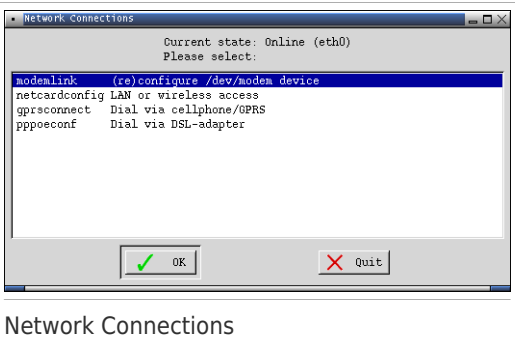 Network Connections
Current state: Online (eth0)
Please select:
modemlink (re)configure /dev/modem device
netcardconfig LAN or wireless access
gprsconnect Dial via cellphone/GPRS
pppoeconf Dial via DSL-adapter
OK Quit
Network Connections